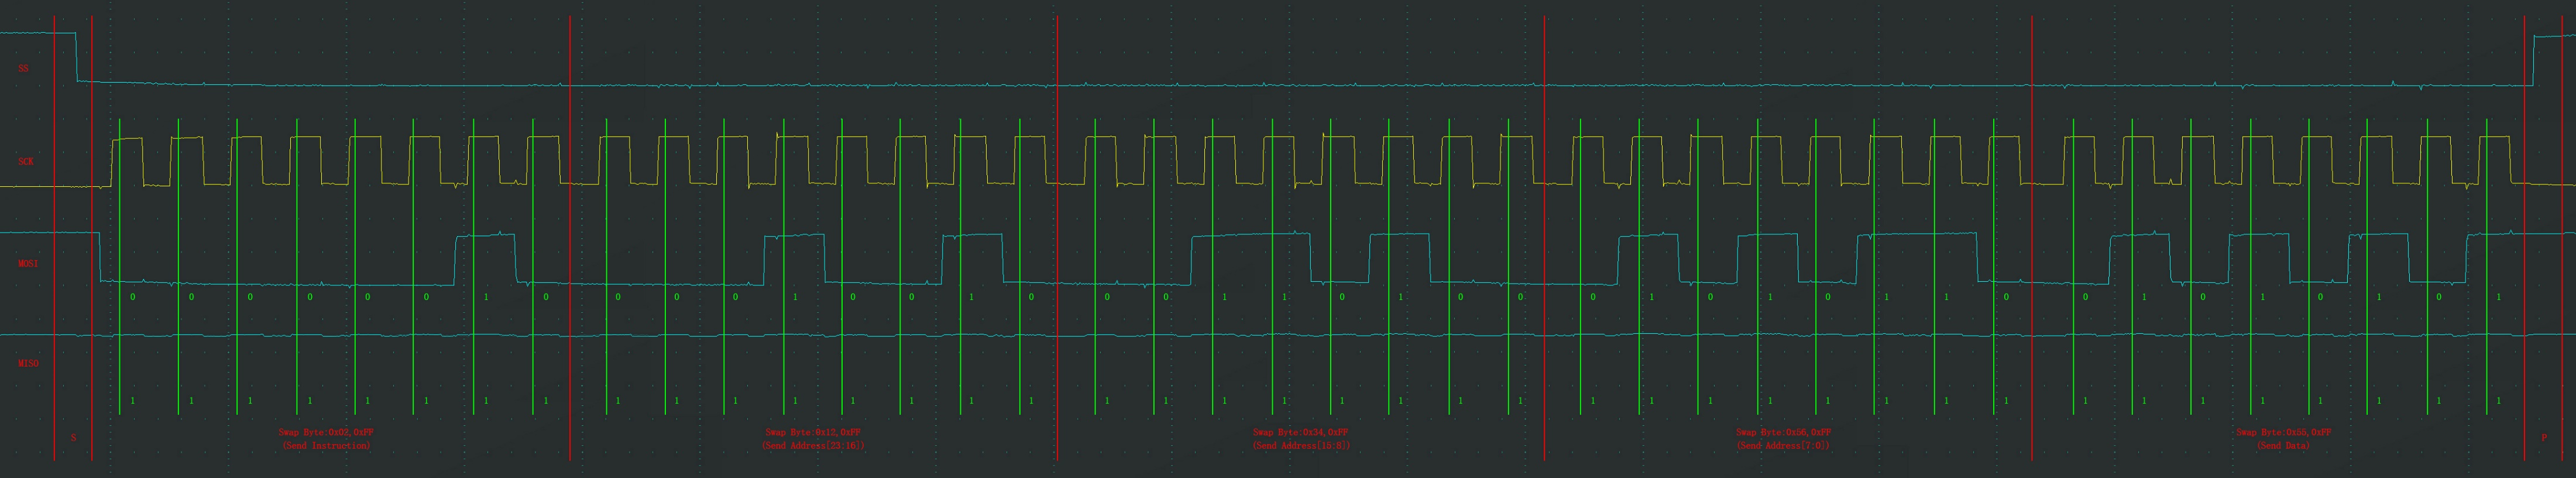 SS
SCK
MOSI
0 0 0 0 0 0 1 0 0 0 0 1 0 0 1 0 0 0 1 1 0 1 0 0 0 1 0 1 0 1 1 0 0 1 0 1 0 1 0 1
MISO
1 1 1 1 1 1 1 1 1 1 1 1 1 1 1 1 1 1 1 1 1 1 1 1 1 1 1 1 1 1 1 1 1 1 1 1 1 1 1 1
S
Swap Byte:0x02,0xFF
(Send Instruction)
Swap Byte:0x12,0xFF
(Send Address[23:16])
Swap Byte:0x34,0xFF
(Send Address[15:8])
Swap Byte:0x56,0xFF
(Send Address[7:0])
Swap Byte:0x55,0xFF
(Send Data)
P